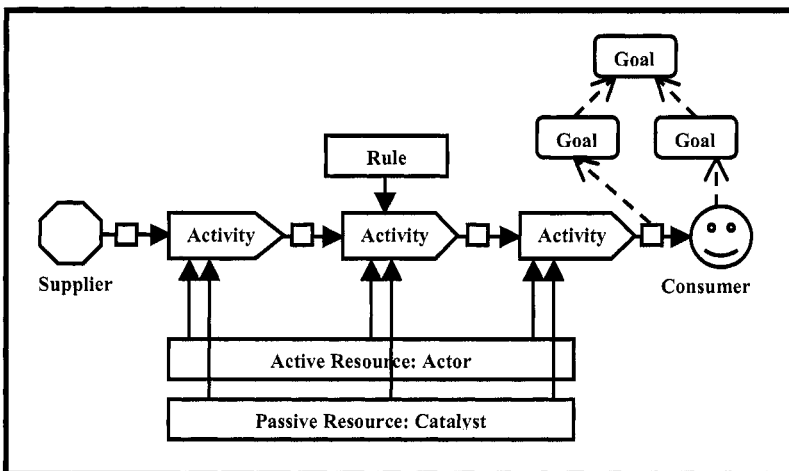 Goal
Goal
Goal
Rule
Activity
Activity
Activity
Supplier
Consumer
Active Resource: Actor
Passive Resource: Catalyst